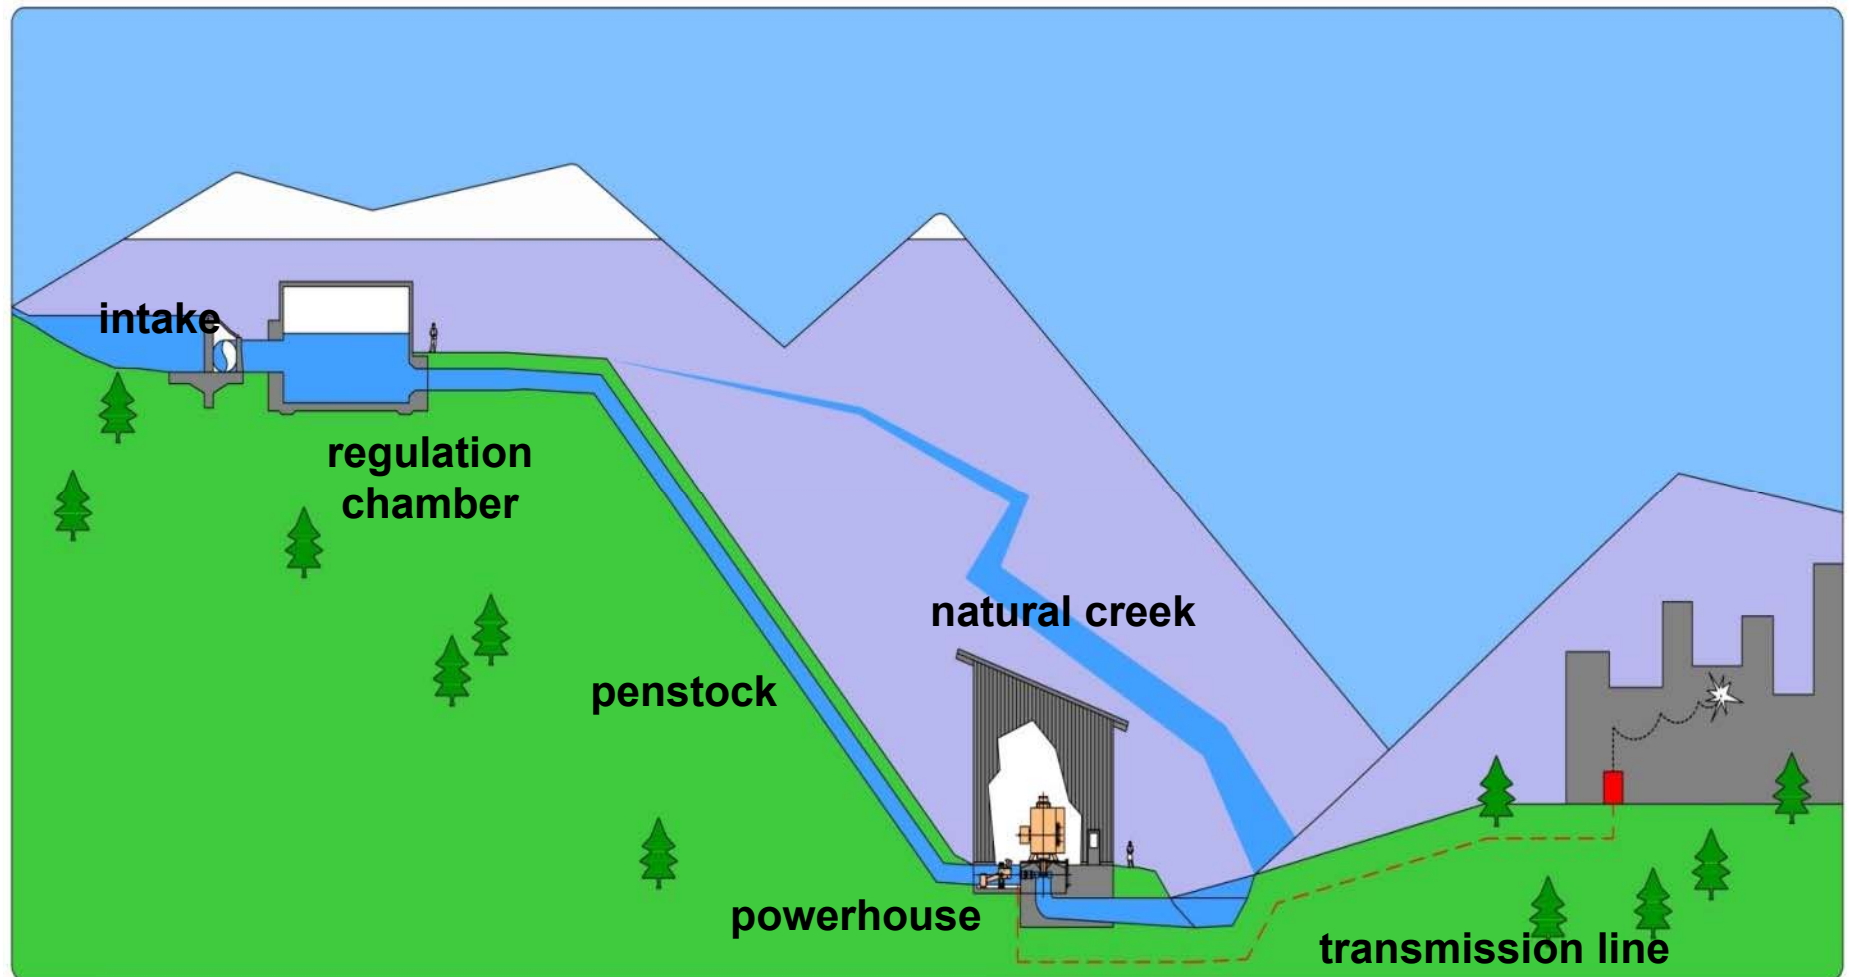 intake
regulation
chamber
natural creek
penstock
powerhouse
transmission line